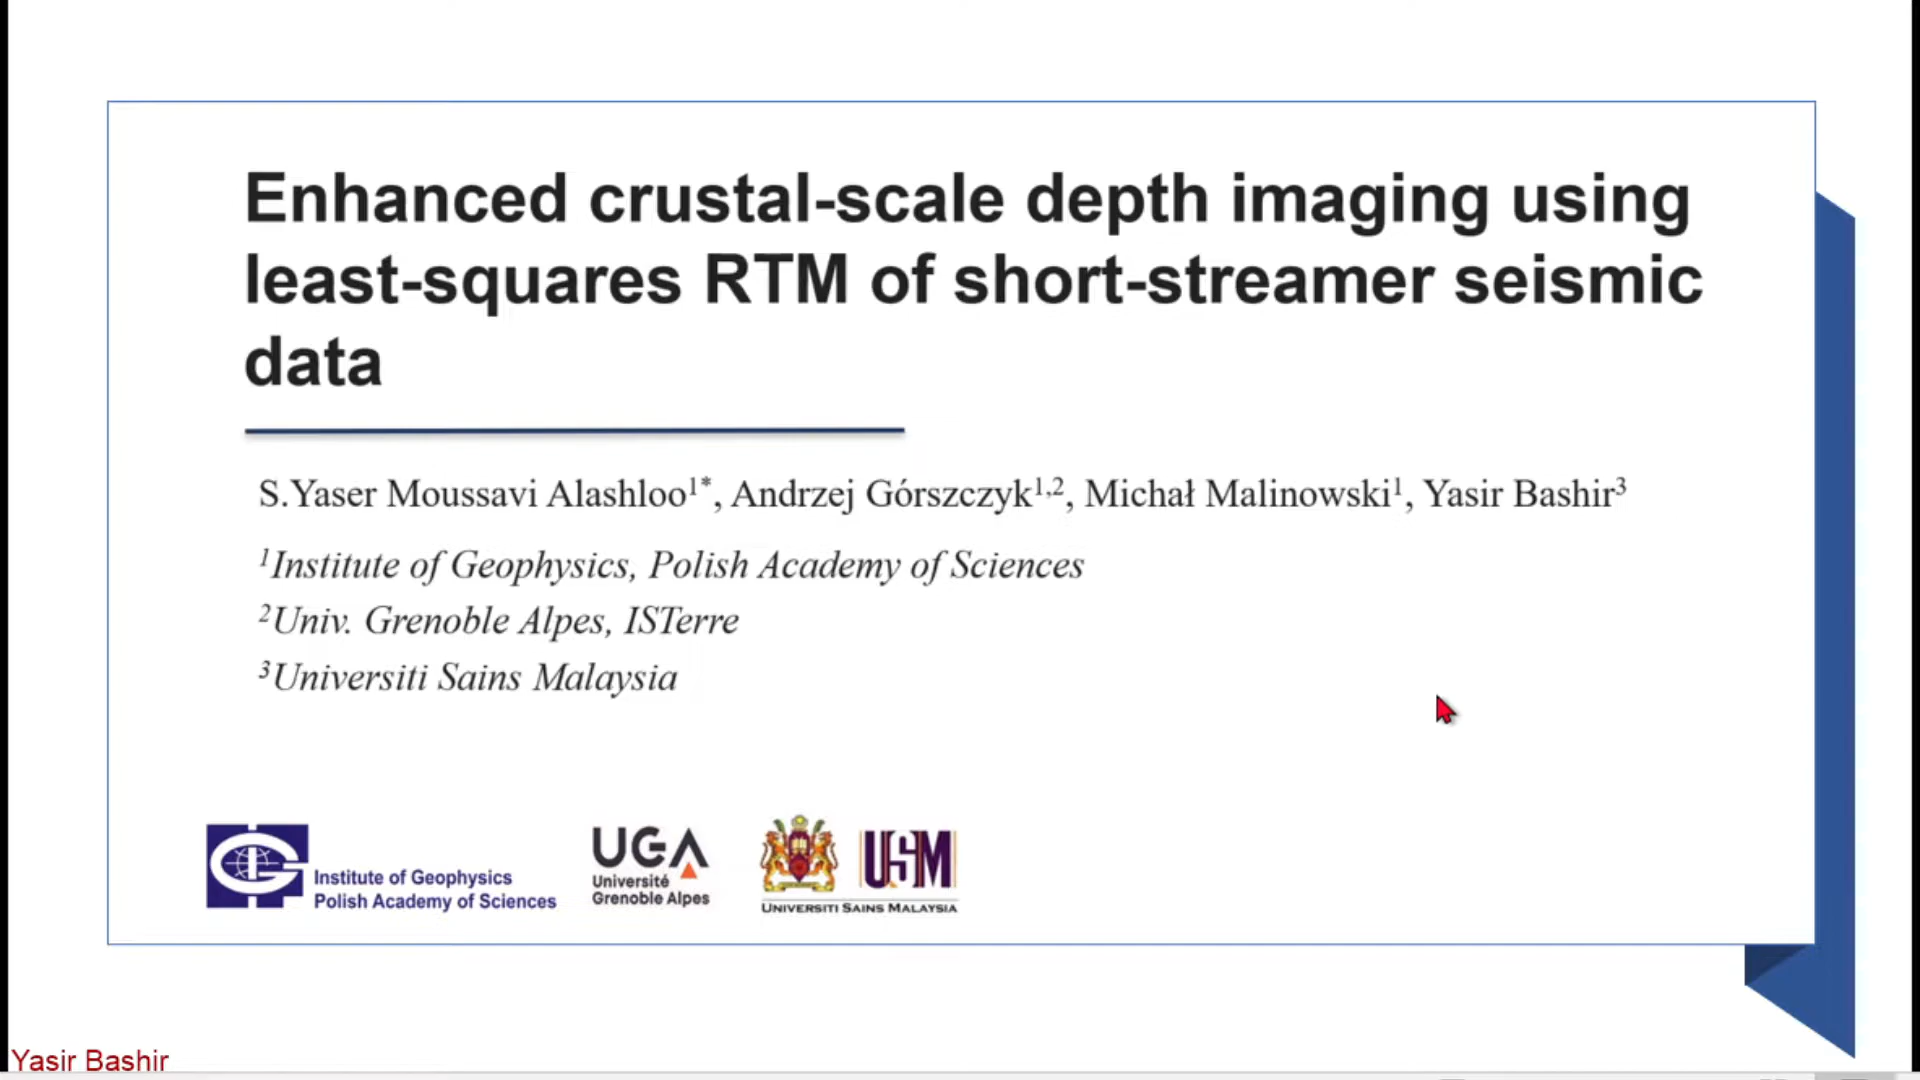 Enhanced crustal-scale depth imaging using
least-squares RTM of short-streamer seismic
data
S.Yaser Moussavi Alashloo¹*, Andrzej Górszczyk¹,², Michał Malinowski¹, Yasir Bashir³
¹Institute of Geophysics, Polish Academy of Sciences
²Univ. Grenoble Alpes, ISTerre
³Universiti Sains Malaysia
Institute of Geophysics
Polish Academy of Sciences
UGA
Université
Grenoble Alpes
USM
UNIVERSITI SAINS MALAYSIA
Yasir Bashir